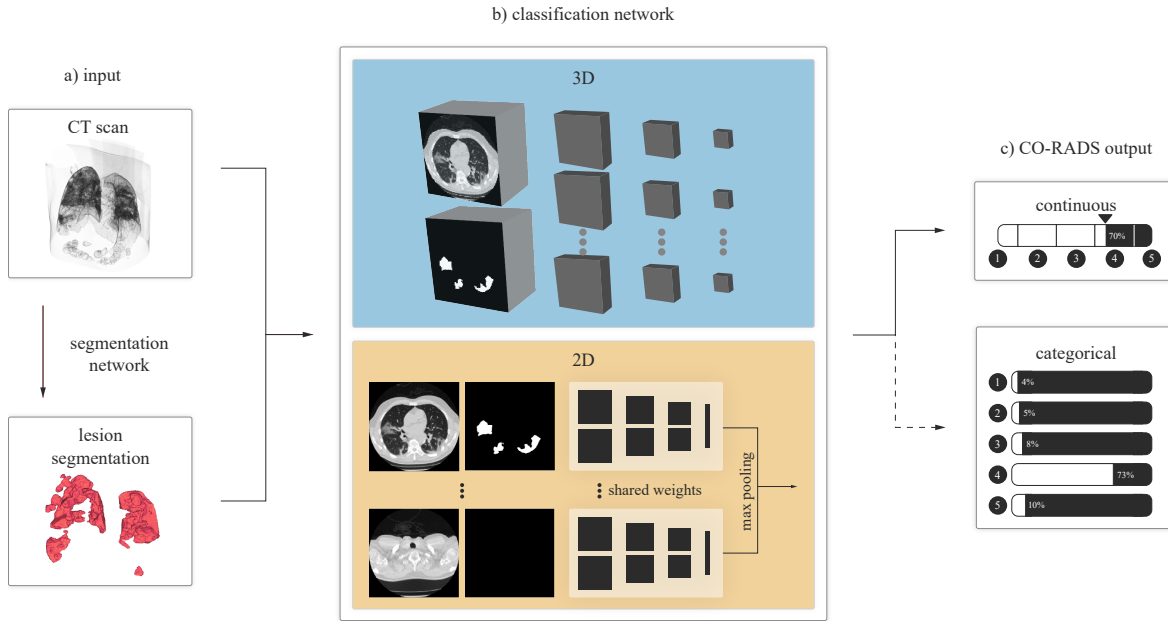 b) classification network
a) input
CT scan
segmentation
network
lesion
segmentation
3D
2D
shared weights
max pooling
c) CO-RADS output
continuous
70%
1 2 3 4 5
categorical
1 4%
2 5%
3 8%
4 73%
5 10%